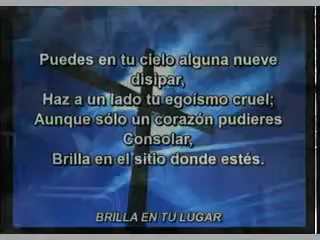 Puedes en tu cielo alguna nueve
disipar,
Haz a un lado tu egoísmo cruel;
Aunque sólo un corazón pudieres
Consolar,
Brilla en el sitio donde estés.
BRILLA EN TU LUGAR